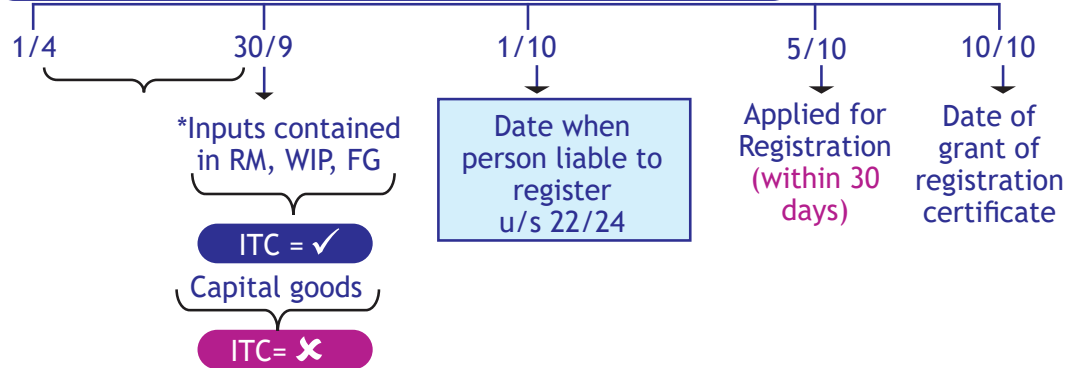 1/4 30/9 1/10 5/10 10/10
*Inputs contained
in RM, WIP, FG
ITC = ✓
Capital goods
ITC= ✘
Date when
person liable to
register
u/s 22/24
Applied for
Registration
(within 30
days)
Date of
grant of
registration
certificate